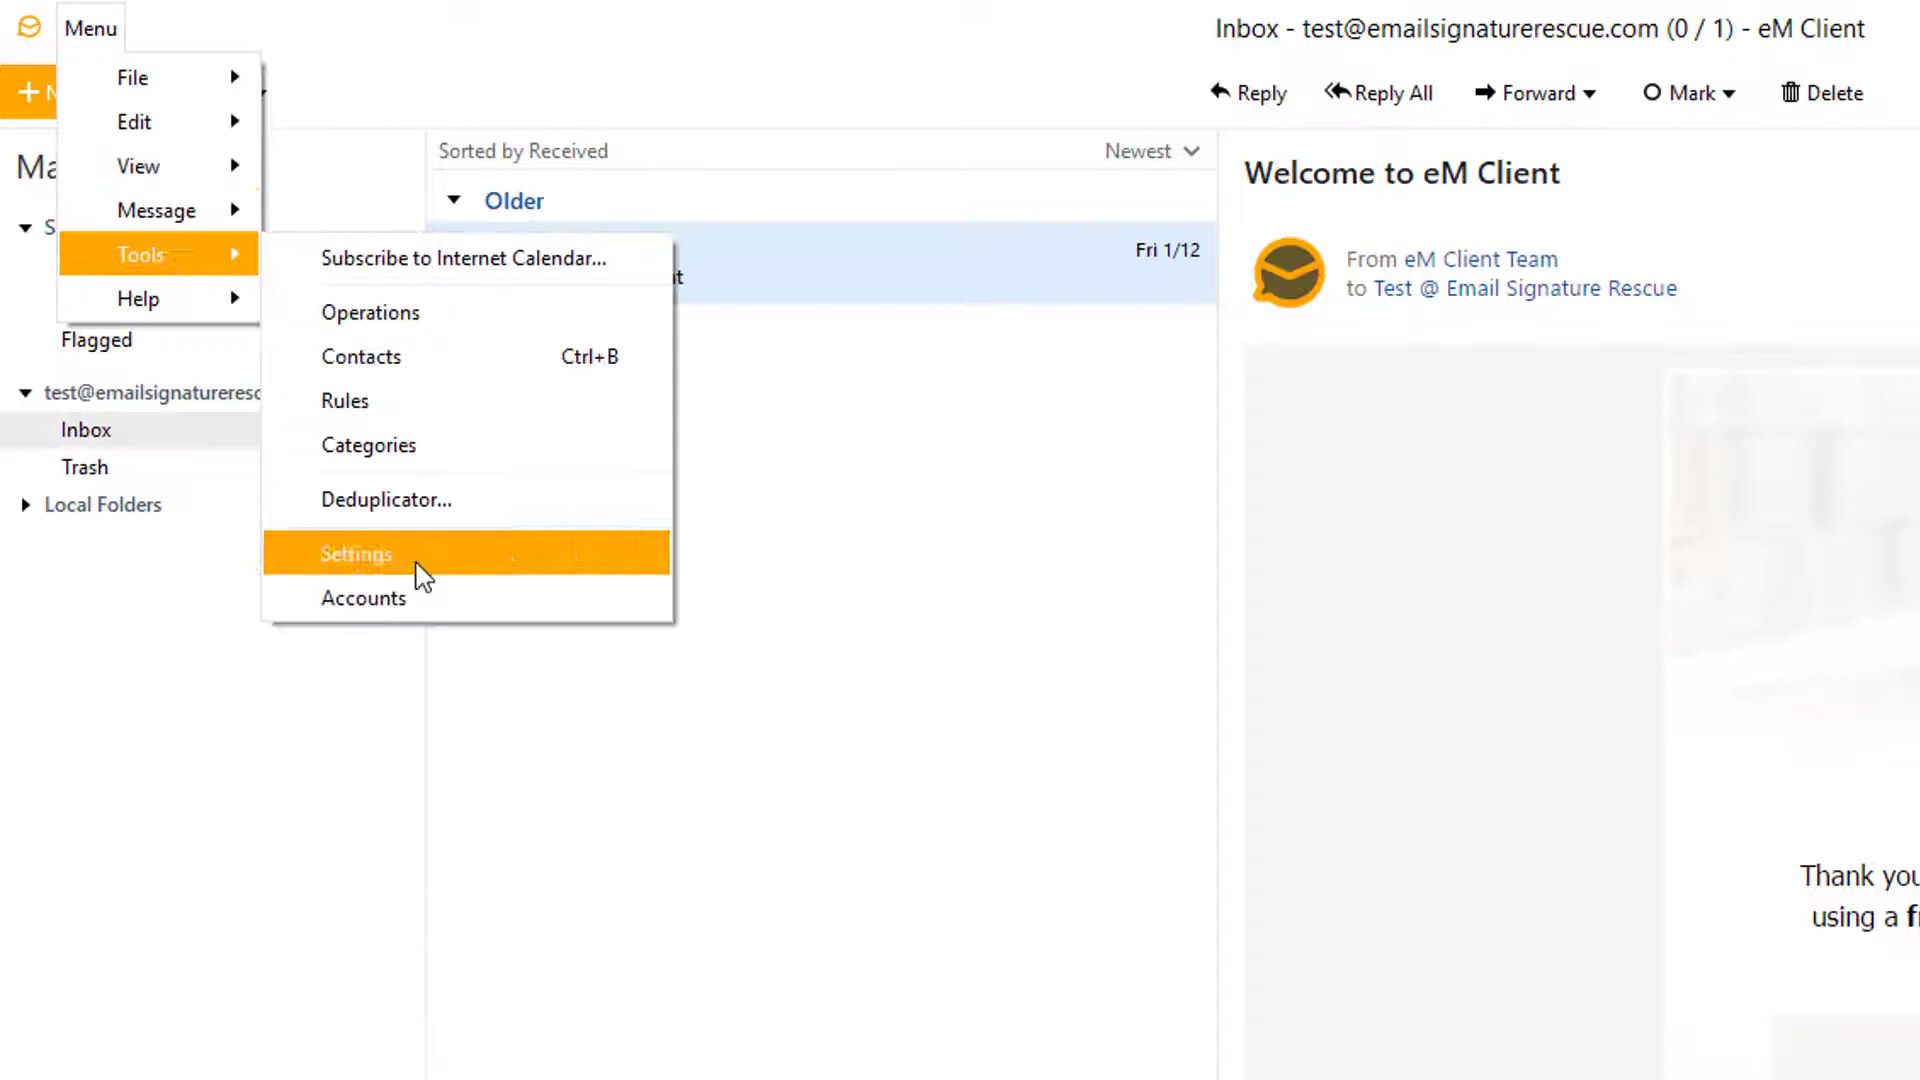 Menu
Inbox - test@emailsignaturerescue.com (0 / 1) - eM Client
File
Edit
View
Message
Tools
Help
Reply
Reply All
Forward
Mark
Delete
Sorted by Received
Newest
Older
Fri 1/12
Subscribe to Internet Calendar...
Operations
Contacts Ctrl+B
Rules
Categories
Deduplicator...
Settings
Accounts
Flagged
Inbox
Trash
Local Folders
Welcome to eM Client
From eM Client Team
to Test @ Email Signature Rescue
Thank you
using a